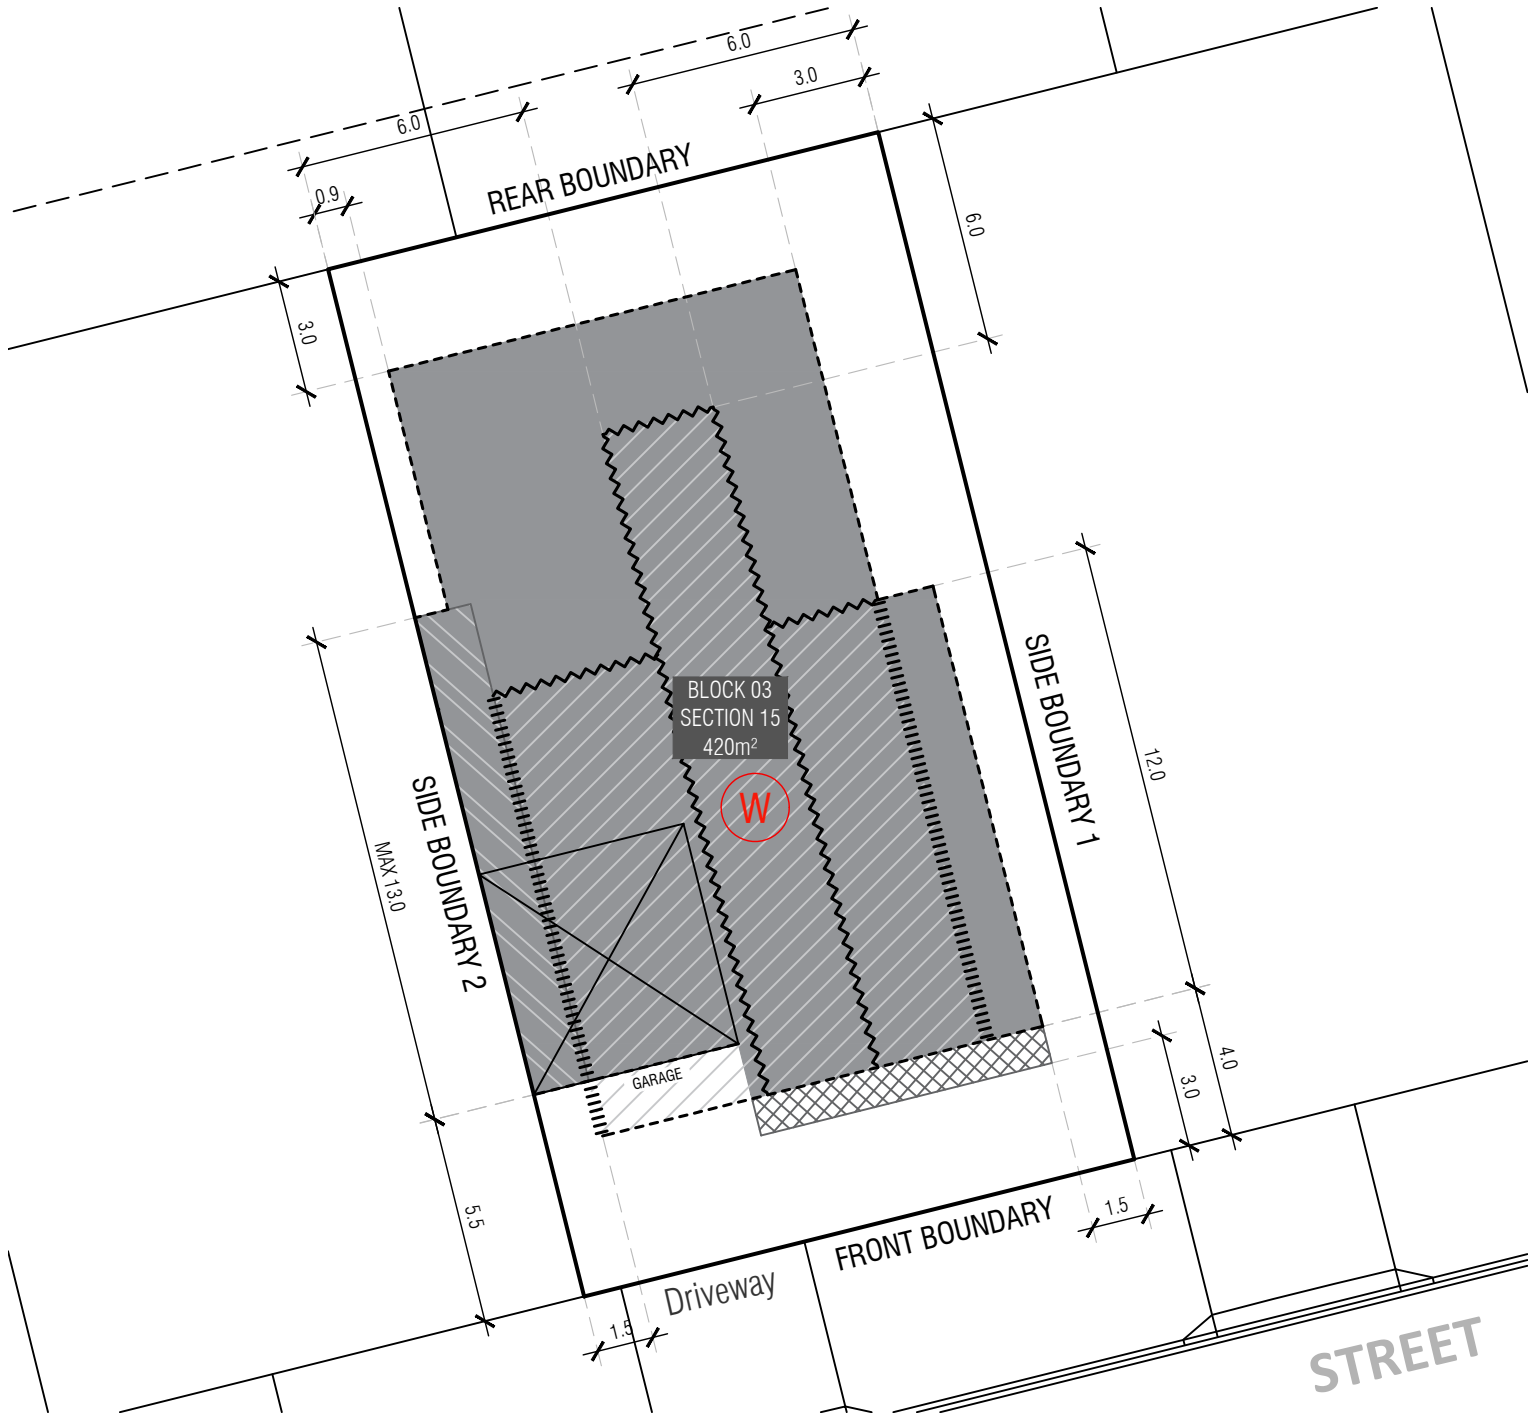 6.0
3.0
6.0
0.9
REAR BOUNDARY
6.0
3.0
BLOCK 03
SECTION 15
420m²
W
SIDE BOUNDARY 1
12.0
SIDE BOUNDARY 2
MAX 13.0
GARAGE
4.0
3.0
5.5
1.5
FRONT BOUNDARY
Driveway
1.5
STREET